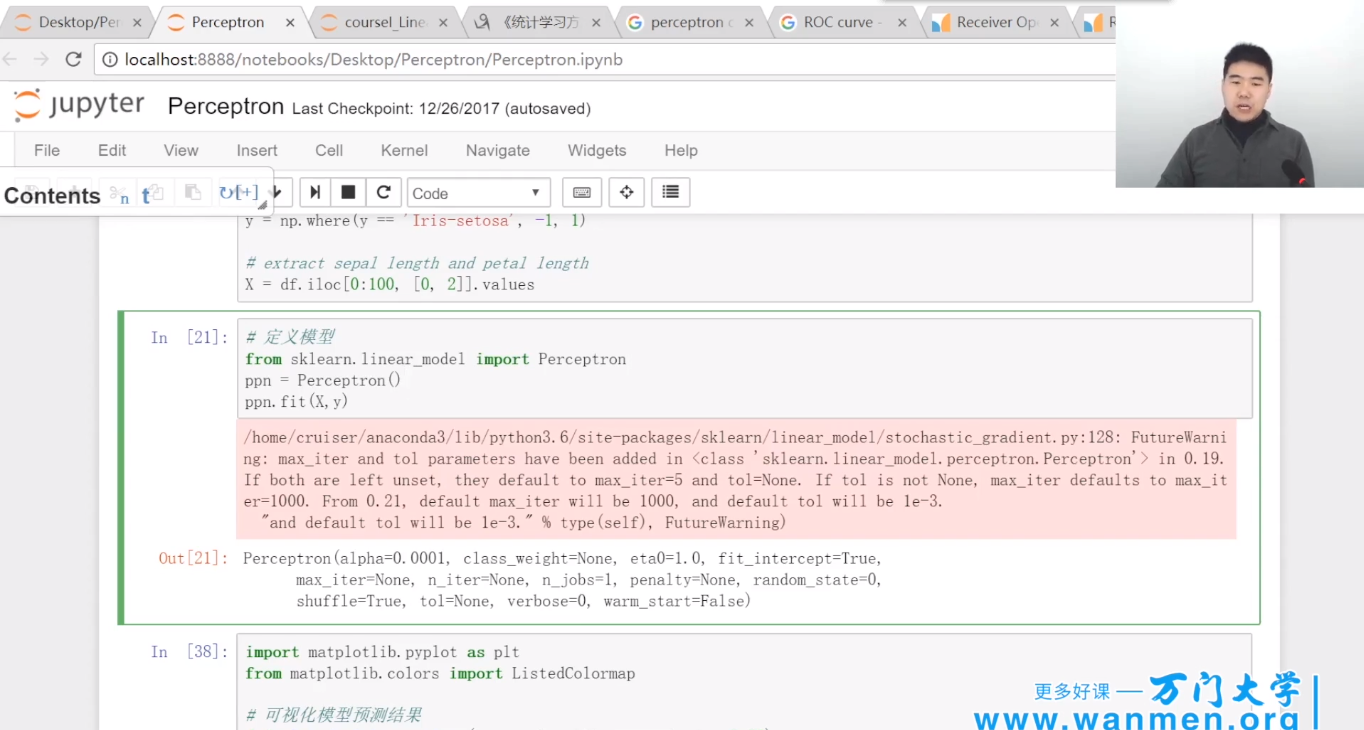 Desktop/Per
Perceptron
coursel_Line
《统计学习方
perceptron c
ROC curve -
Receiver Op
R
localhost:8888/notebooks/Desktop/Perceptron/Perceptron.ipynb
jupyter Perceptron Last Checkpoint: 12/26/2017 (autosaved)
File Edit View Insert Cell Kernel Navigate Widgets Help
Contents n t [+] Code
y = np.where(y == 'Iris-setosa', -1, 1)
# extract sepal length and petal length
X = df.iloc[0:100, [0, 2]].values
In [21]: # 定义模型
from sklearn.linear_model import Perceptron
ppn = Perceptron()
ppn.fit(X,y)
/home/cruiser/anaconda3/lib/python3.6/site-packages/sklearn/linear_model/stochastic_gradient.py:128: FutureWarni
ng: max_iter and tol parameters have been added in <class 'sklearn.linear_model.perceptron.Perceptron'> in 0.19.
If both are left unset, they default to max_iter=5 and tol=None. If tol is not None, max_iter defaults to max_it
er=1000. From 0.21, default max_iter will be 1000, and default tol will be 1e-3.
"and default tol will be 1e-3." % type(self), FutureWarning)
Out[21]: Perceptron(alpha=0.0001, class_weight=None, eta0=1.0, fit_intercept=True,
max_iter=None, n_iter=None, n_jobs=1, penalty=None, random_state=0,
shuffle=True, tol=None, verbose=0, warm_start=False)
In [38]: import matplotlib.pyplot as plt
from matplotlib.colors import ListedColormap
# 可视化模型预测结果
更多好课 — 万门大学
www.wanmen.org